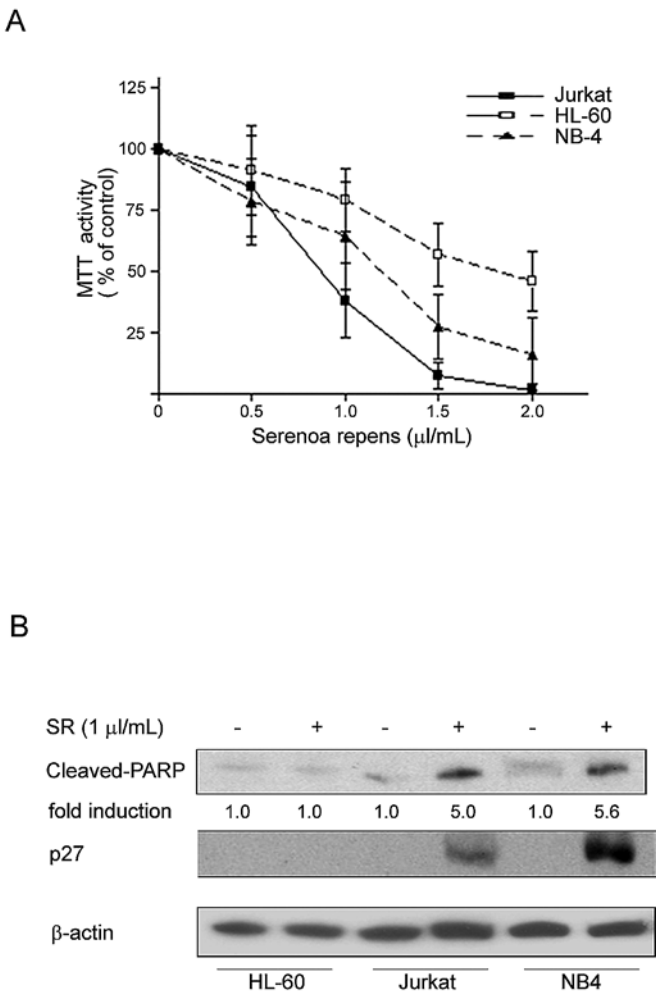 A
125
100
75
50
25
MTT activity
( % of control)
Jurkat
HL-60
NB-4
0 0.5 1.0 1.5 2.0
Serenoa repens (μl/mL)
B
SR (1 μl/mL) - + - + - +
Cleaved-PARP
fold induction 1.0 1.0 1.0 5.0 1.0 5.6
p27
β-actin
HL-60 Jurkat NB4